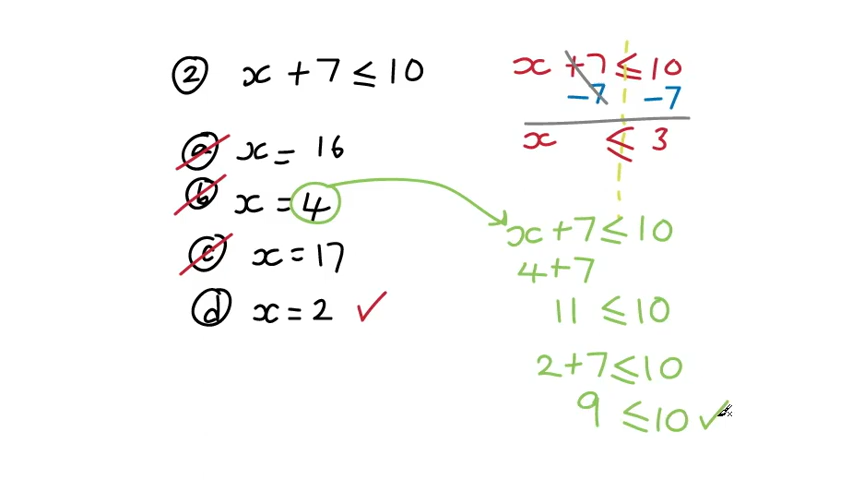 ② x + 7 ≤ 10
ⓐ x = 16
ⓑ x = 4
ⓒ x = 17
ⓓ x = 2 ✓
x + 7 ≤ 10
-7 -7
x ≤ 3
x + 7 ≤ 10
4 + 7
11 ≤ 10
2 + 7 ≤ 10
9 ≤ 10 ✓